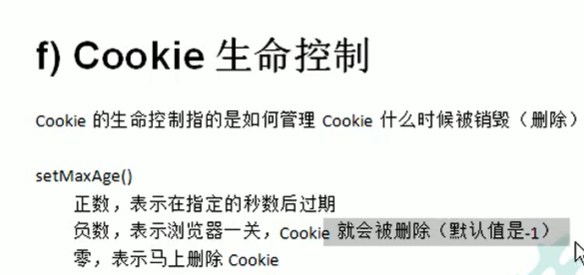 f) Cookie 生命控制
Cookie 的生命控制指的是如何管理 Cookie 什么时候被销毁（删除）
setMaxAge()
正数，表示在指定的秒数后过期
负数，表示浏览器一关，Cookie 就会被删除（默认值是-1）
零，表示马上删除 Cookie